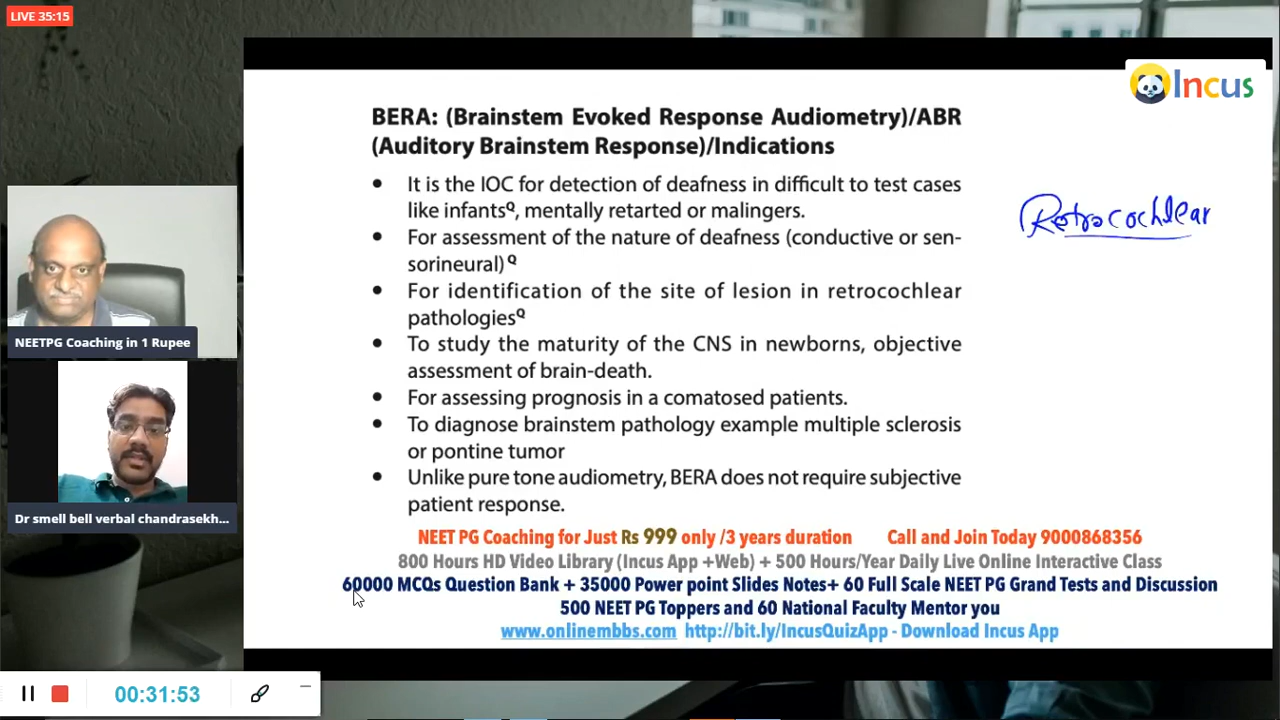 LIVE 35:15
Incus
BERA: (Brainstem Evoked Response Audiometry)/ABR
(Auditory Brainstem Response)/Indications
• It is the IOC for detection of deafness in difficult to test cases
like infantsQ, mentally retarted or malingers.
• For assessment of the nature of deafness (conductive or sen-
sorineural) Q
• For identification of the site of lesion in retrocochlear
pathologiesQ
• To study the maturity of the CNS in newborns, objective
assessment of brain-death.
• For assessing prognosis in a comatosed patients.
• To diagnose brainstem pathology example multiple sclerosis
or pontine tumor
• Unlike pure tone audiometry, BERA does not require subjective
patient response.
Retrocochlear
NEETPG Coaching in 1 Rupee
Dr smell bell verbal chandrasekh...
NEET PG Coaching for Just Rs 999 only /3 years duration Call and Join Today 9000868356
800 Hours HD Video Library (Incus App +Web) + 500 Hours/Year Daily Live Online Interactive Class
60000 MCQs Question Bank + 35000 Power point Slides Notes+ 60 Full Scale NEET PG Grand Tests and Discussion
500 NEET PG Toppers and 60 National Faculty Mentor you
www.onlinembbs.com http://bit.ly/IncusQuizApp - Download Incus App
00:31:53